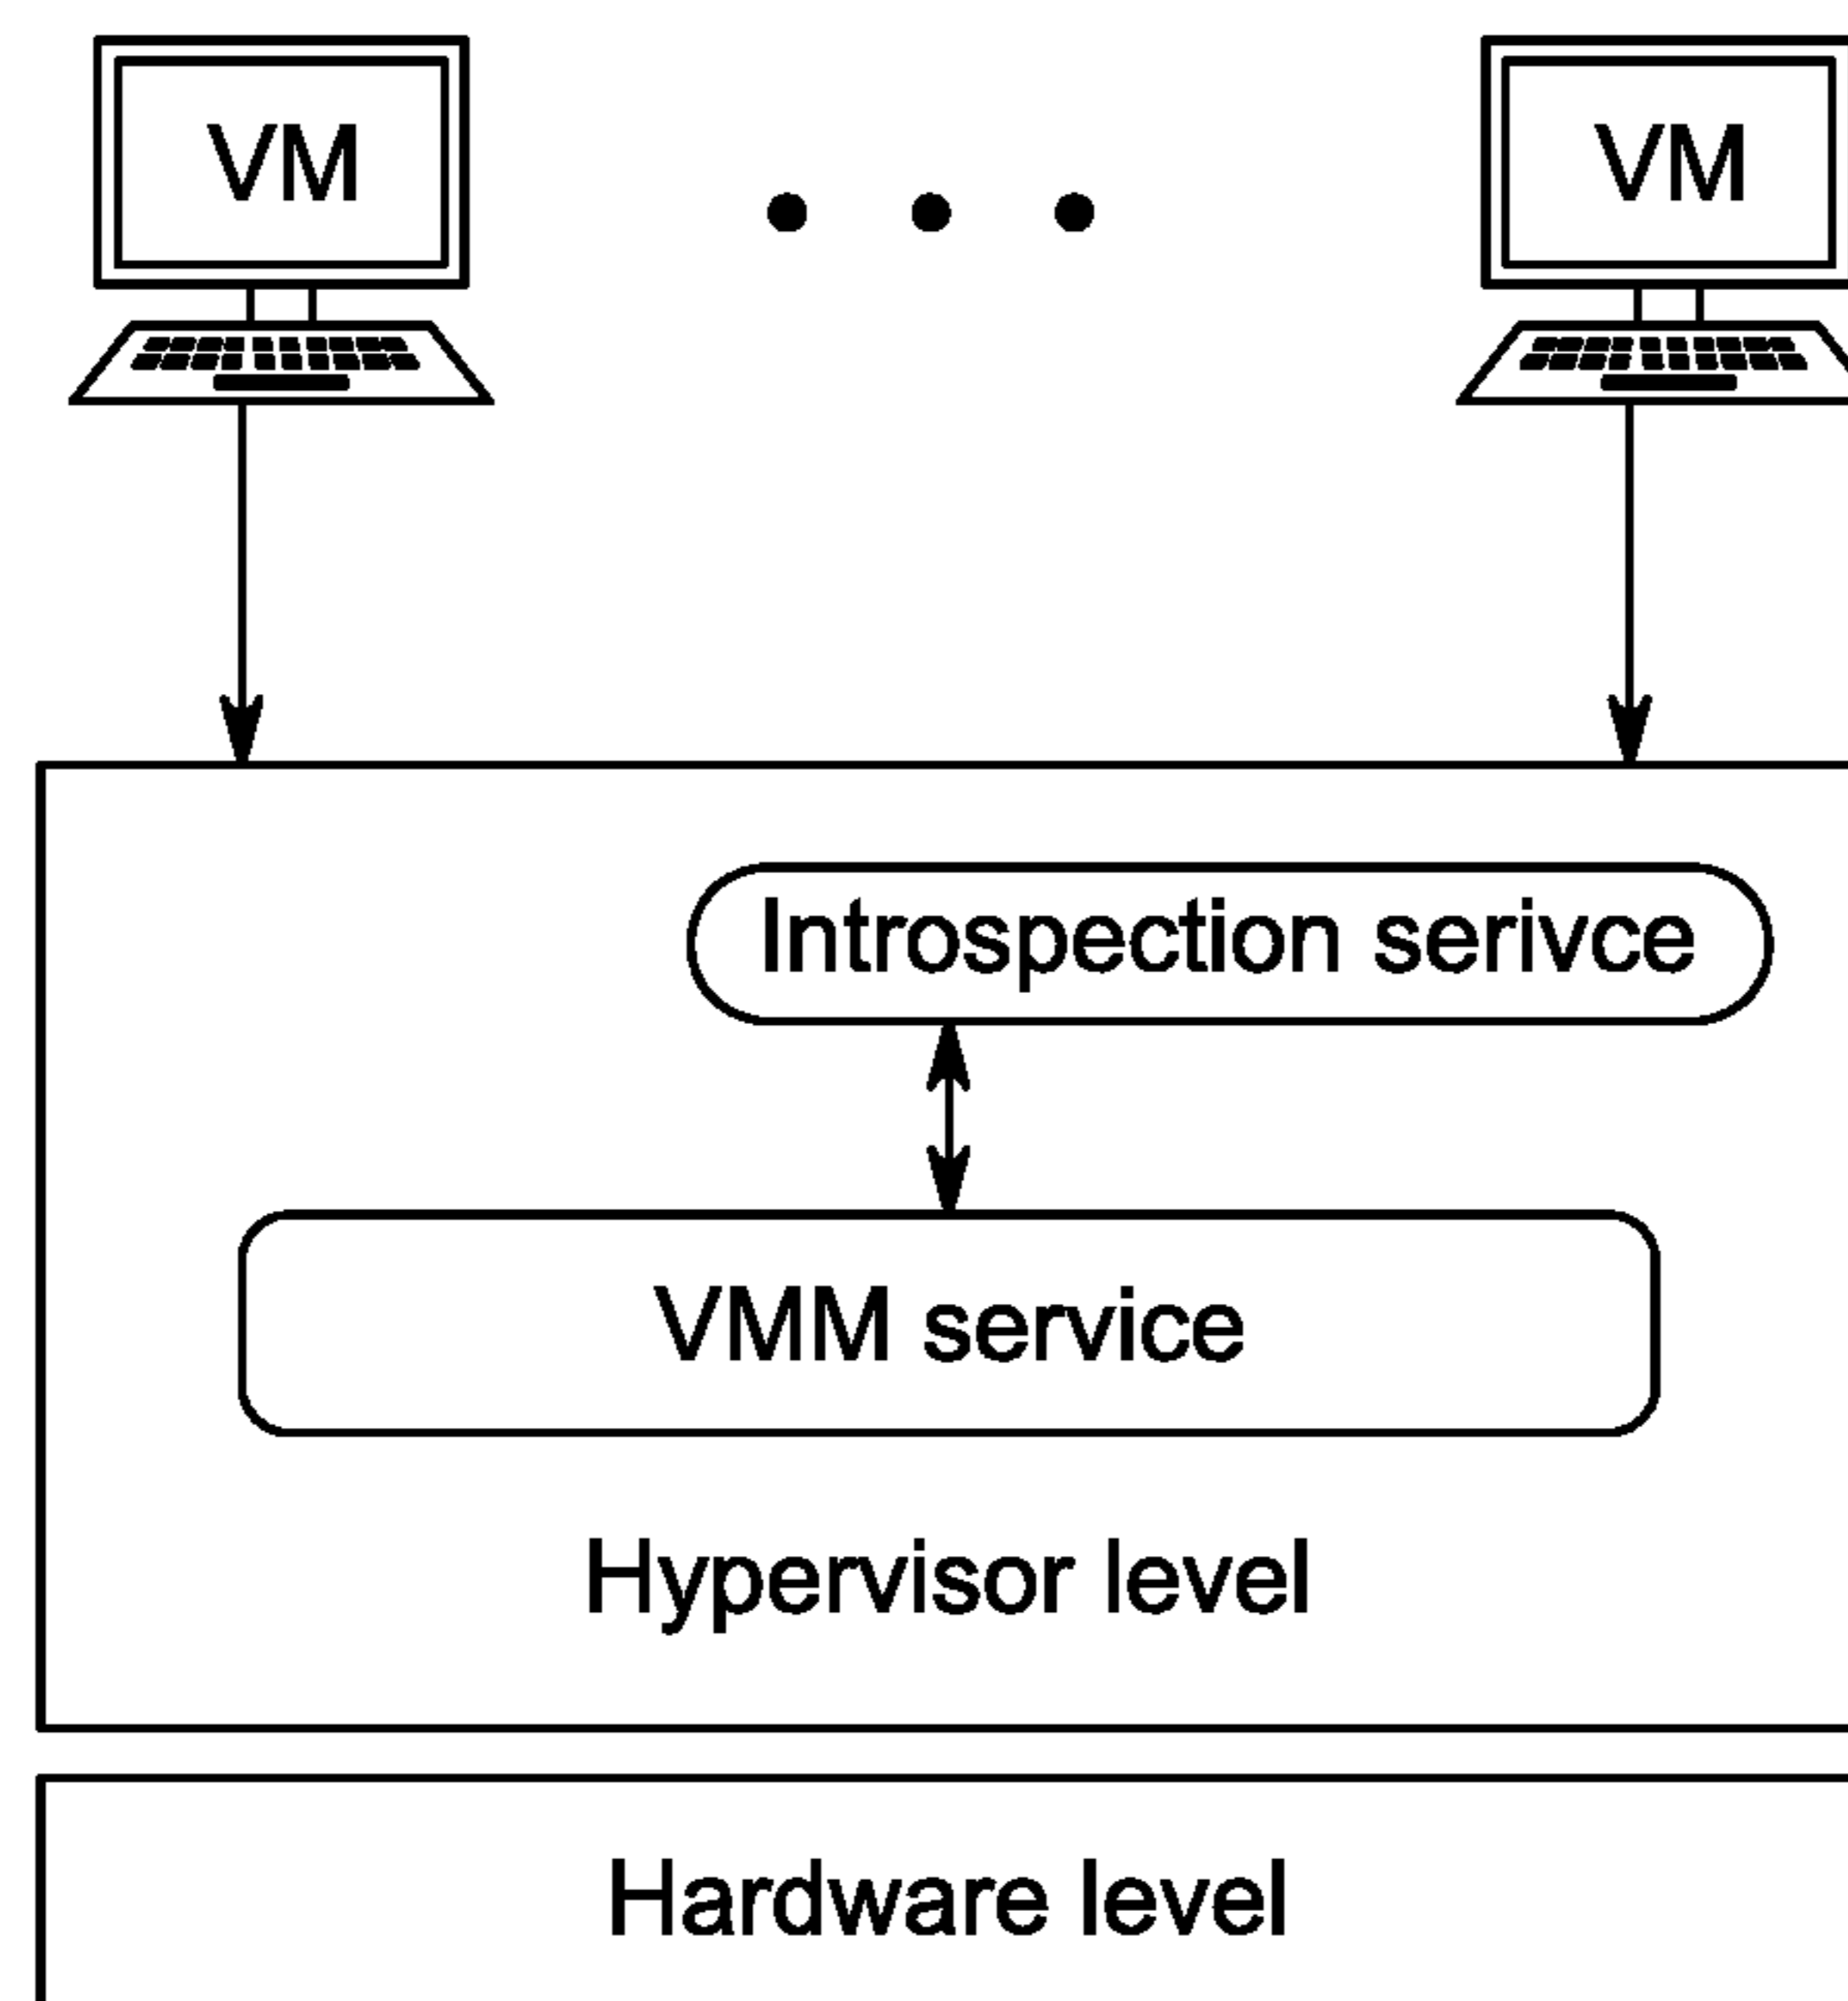 VM
VM
Introspection serivce
VMM service
Hypervisor level
Hardware level